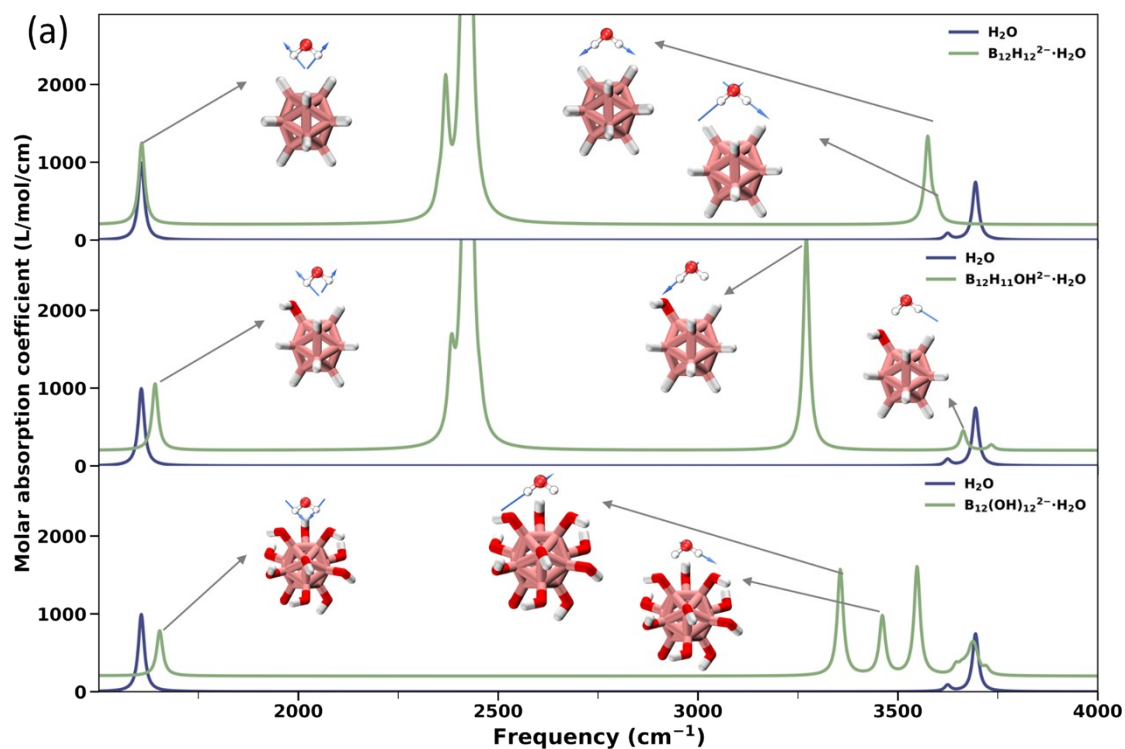 (a)
H₂O
B₁₂H₁₂²⁻·H₂O
2000
1000
0
H₂O
B₁₂H₁₁OH²⁻·H₂O
2000
1000
0
H₂O
B₁₂(OH)₁₂²⁻·H₂O
2000
1000
0
Molar absorption coefficient (L/mol/cm)
2000
2500
3000
3500
4000
Frequency (cm⁻¹)